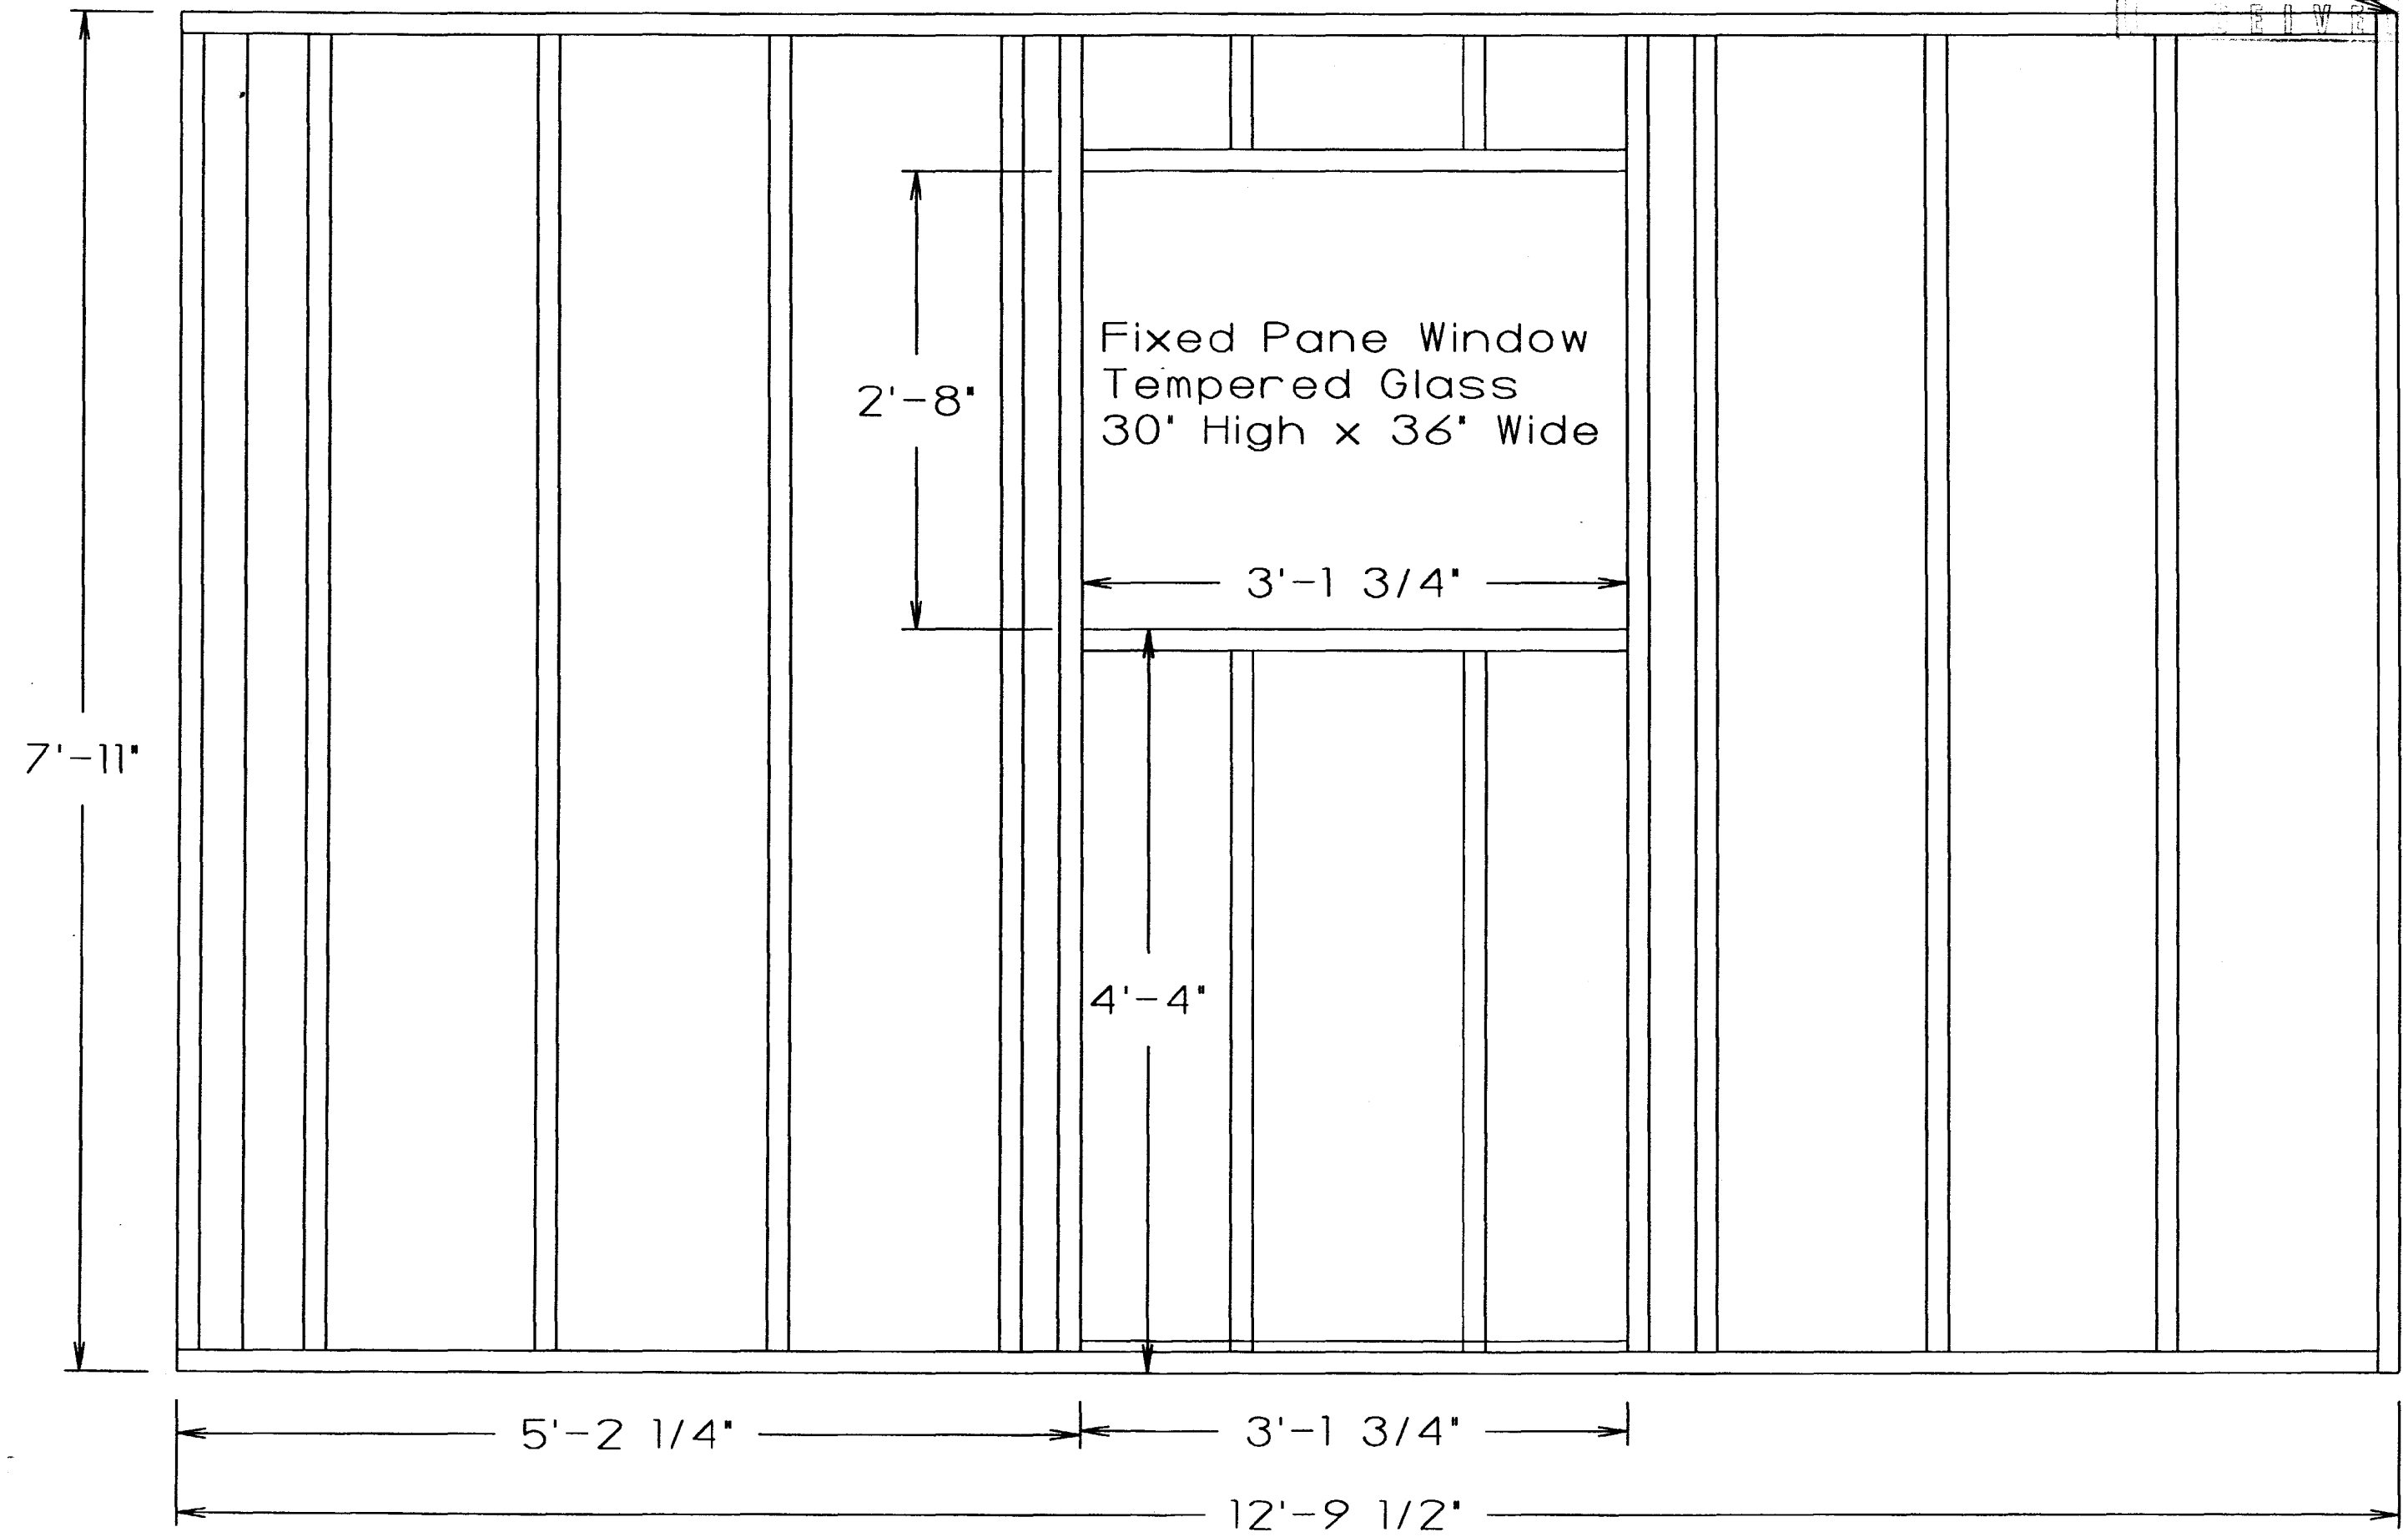 Fixed Pane Window
Tempered Glass
30" High x 36" Wide
2'-8"
3'-1 3/4"
7'-11"
4'-4"
5'-2 1/4"
3'-1 3/4"
12'-9 1/2"